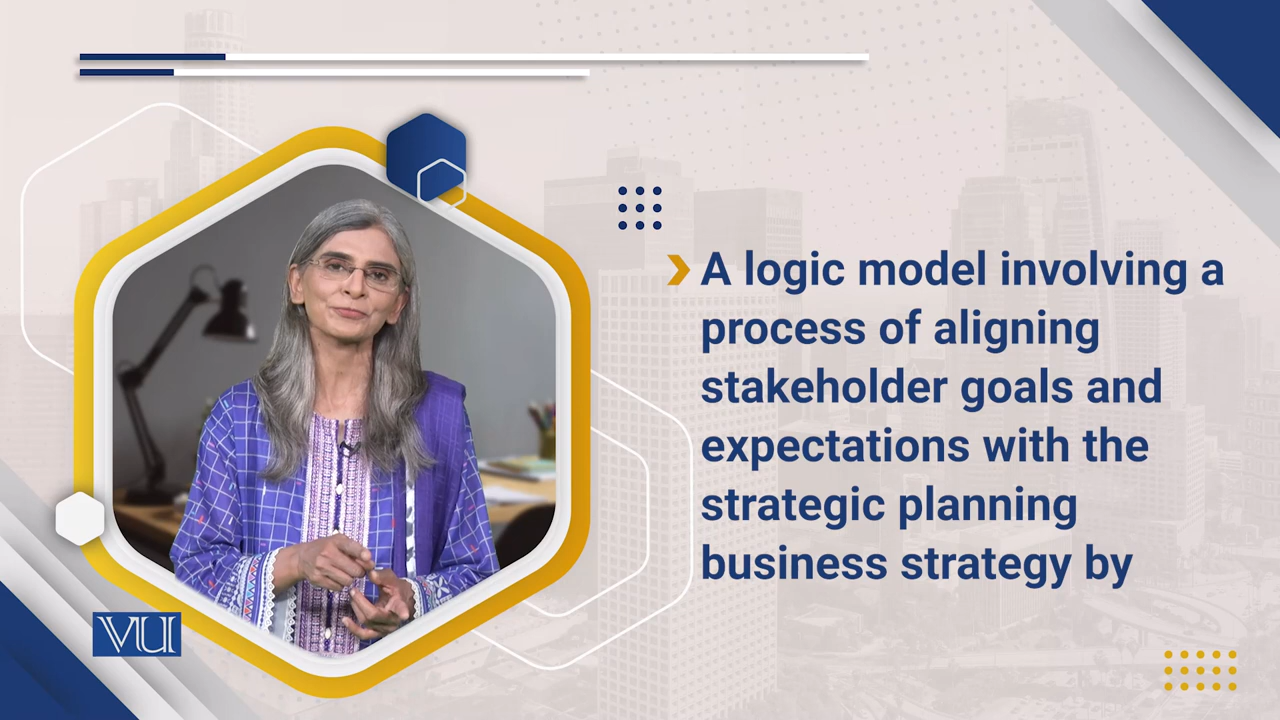 A logic model involving a
process of aligning
stakeholder goals and
expectations with the
strategic planning
business strategy by
VU